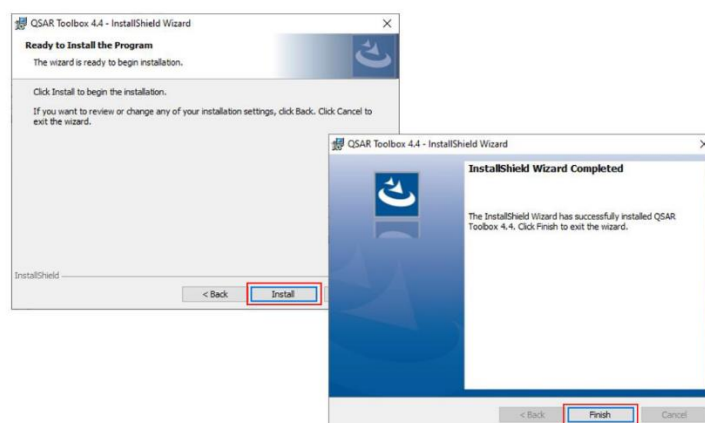 QSAR Toolbox 4.4 - InstallShield Wizard
Ready to Install the Program
The wizard is ready to begin installation.
Click Install to begin the installation.
If you want to review or change any of your installation settings, click Back. Click Cancel to
exit the wizard.
InstallShield
< Back
Install
QSAR Toolbox 4.4 - InstallShield Wizard
InstallShield Wizard Completed
The InstallShield Wizard has successfully installed QSAR
Toolbox 4.4. Click Finish to exit the wizard.
< Back
Finish
Cancel